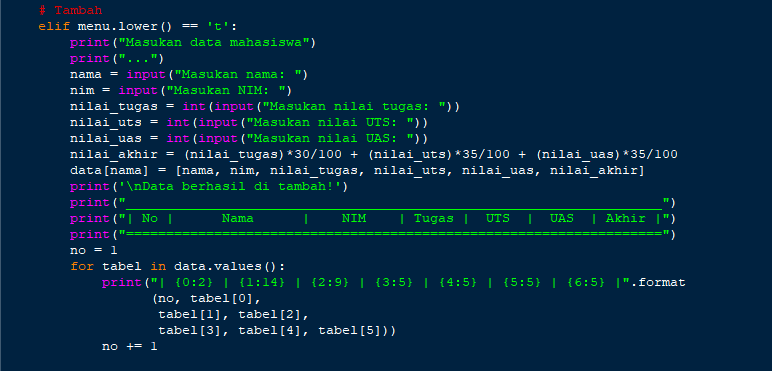 # Tambah
elif menu.lower() == 't':
print("Masukan data mahasiswa")
print("...")
nama = input("Masukan nama: ")
nim = input("Masukan NIM: ")
nilai_tugas = int(input("Masukan nilai tugas: "))
nilai_uts = int(input("Masukan nilai UTS: "))
nilai_uas = int(input("Masukan nilai UAS: "))
nilai_akhir = (nilai_tugas)*30/100 + (nilai_uts)*35/100 + (nilai_uas)*35/100
data[nama] = [nama, nim, nilai_tugas, nilai_uts, nilai_uas, nilai_akhir]
print('\nData berhasil di tambah!')
print("___________________________________________________________________")
print("| No |      Nama      |    NIM    | Tugas |  UTS  |  UAS  | Akhir |")
print("===================================================================")
no = 1
for tabel in data.values():
print("| {0:2} | {1:14} | {2:9} | {3:5} | {4:5} | {5:5} | {6:5} |".format
(no, tabel[0],
tabel[1], tabel[2],
tabel[3], tabel[4], tabel[5]))
no += 1